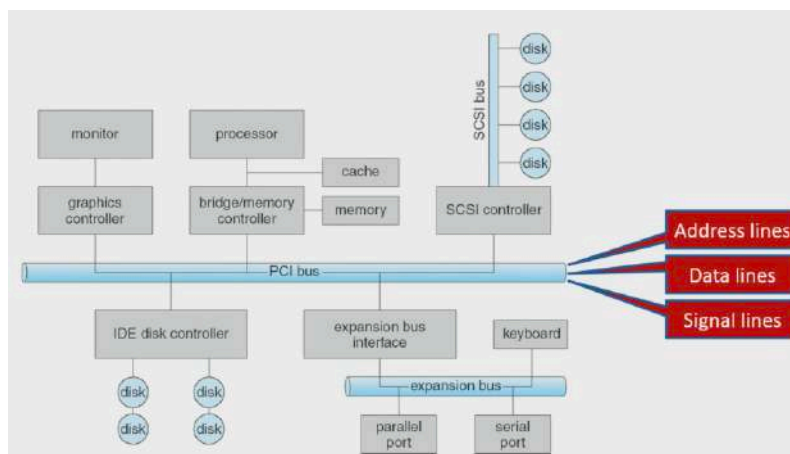 disk
disk
disk
disk
SCSI bus
monitor
processor
cache
graphics
controller
bridge/memory
controller
memory
SCSI controller
Address lines
PCI bus
Data lines
Signal lines
IDE disk controller
expansion bus
interface
keyboard
disk
disk
disk
disk
expansion bus
parallel
port
serial
port